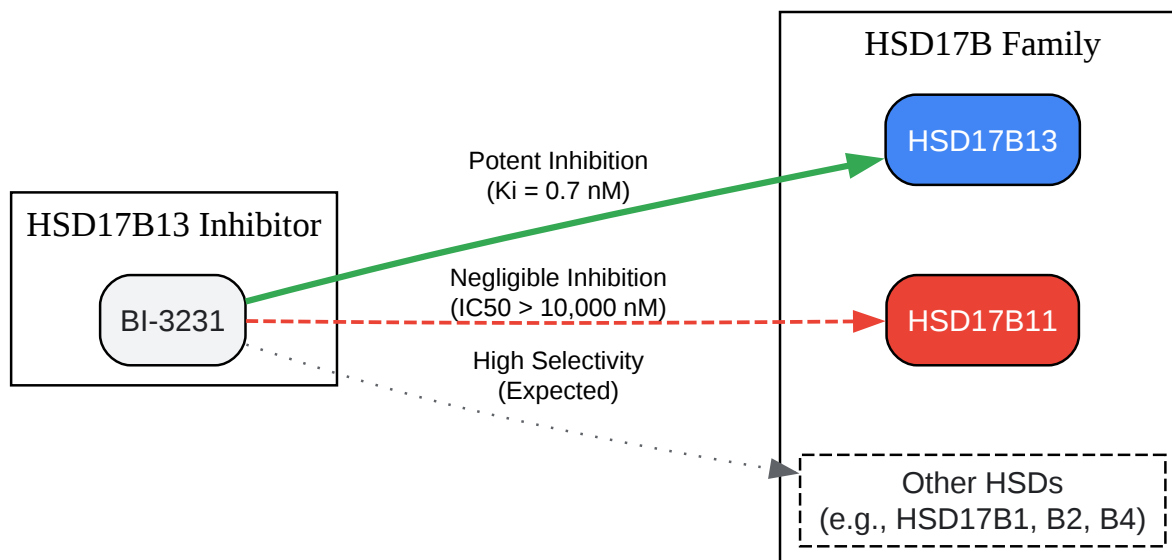 HSD17B Family
HSD17B13
Potent Inhibition
(Ki = 0.7 nM)
HSD17B13 Inhibitor
BI-3231
Negligible Inhibition
(IC50 > 10,000 nM)
HSD17B11
High Selectivity
(Expected)
Other HSDs
(e.g., HSD17B1, B2, B4)